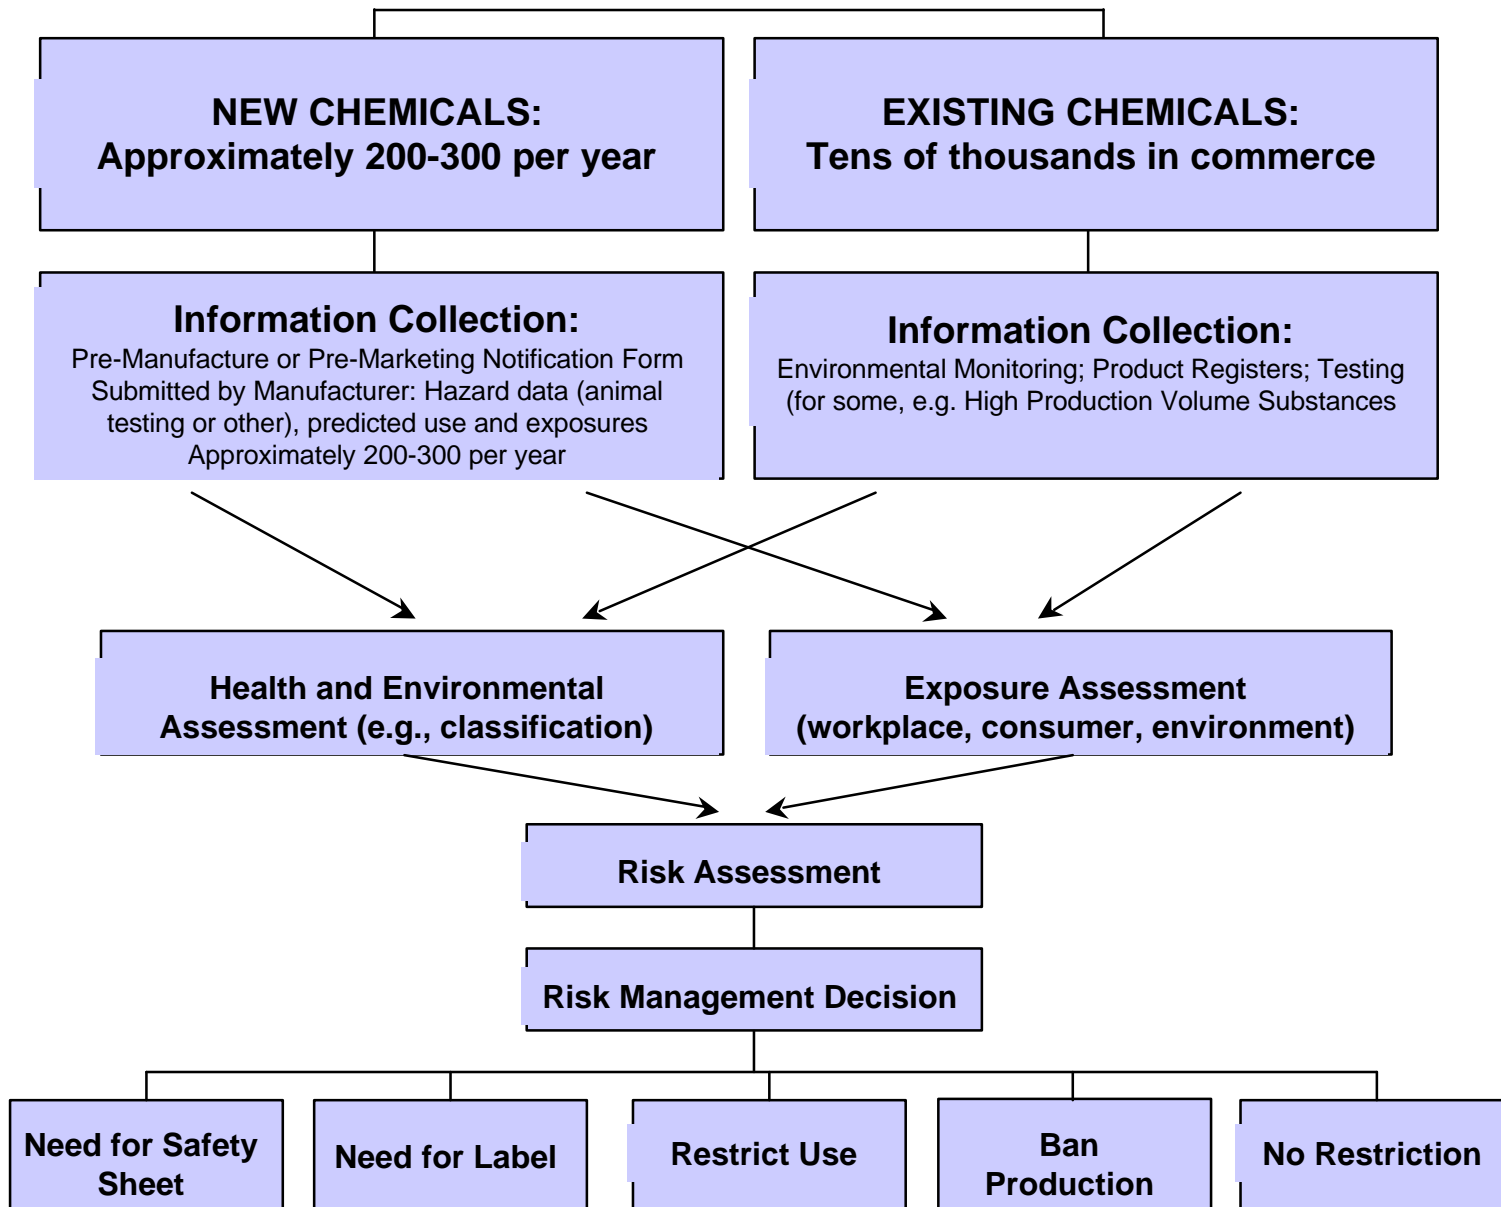 NEW CHEMICALS:
Approximately 200-300 per year
EXISTING CHEMICALS:
Tens of thousands in commerce
Information Collection:
Pre-Manufacture or Pre-Marketing Notification Form
Submitted by Manufacturer: Hazard data (animal
testing or other), predicted use and exposures
Approximately 200-300 per year
Information Collection:
Environmental Monitoring; Product Registers; Testing
(for some, e.g. High Production Volume Substances
Health and Environmental
Assessment (e.g., classification)
Exposure Assessment
(workplace, consumer, environment)
Risk Assessment
Risk Management Decision
Need for Safety
Sheet
Need for Label
Restrict Use
Ban
Production
No Restriction